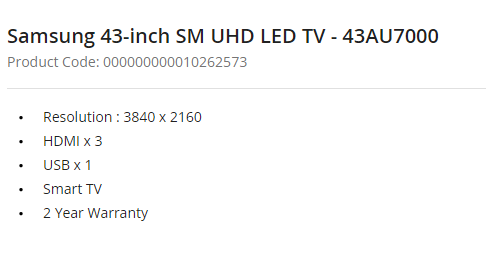 Samsung 43-inch SM UHD LED TV - 43AU7000
Product Code: 000000000010262573
• Resolution : 3840 x 2160
• HDMI x 3
• USB x 1
• Smart TV
• 2 Year Warranty